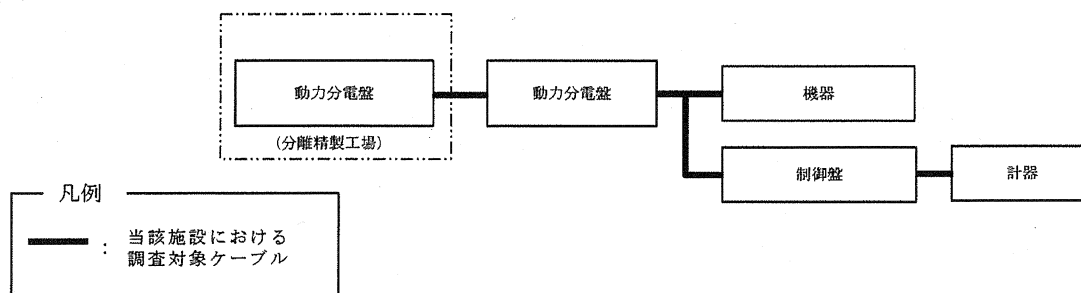 動力分電盤
(分離精製工場)
動力分電盤
機器
制御盤
計器
凡例
: 当該施設における
調査対象ケーブル